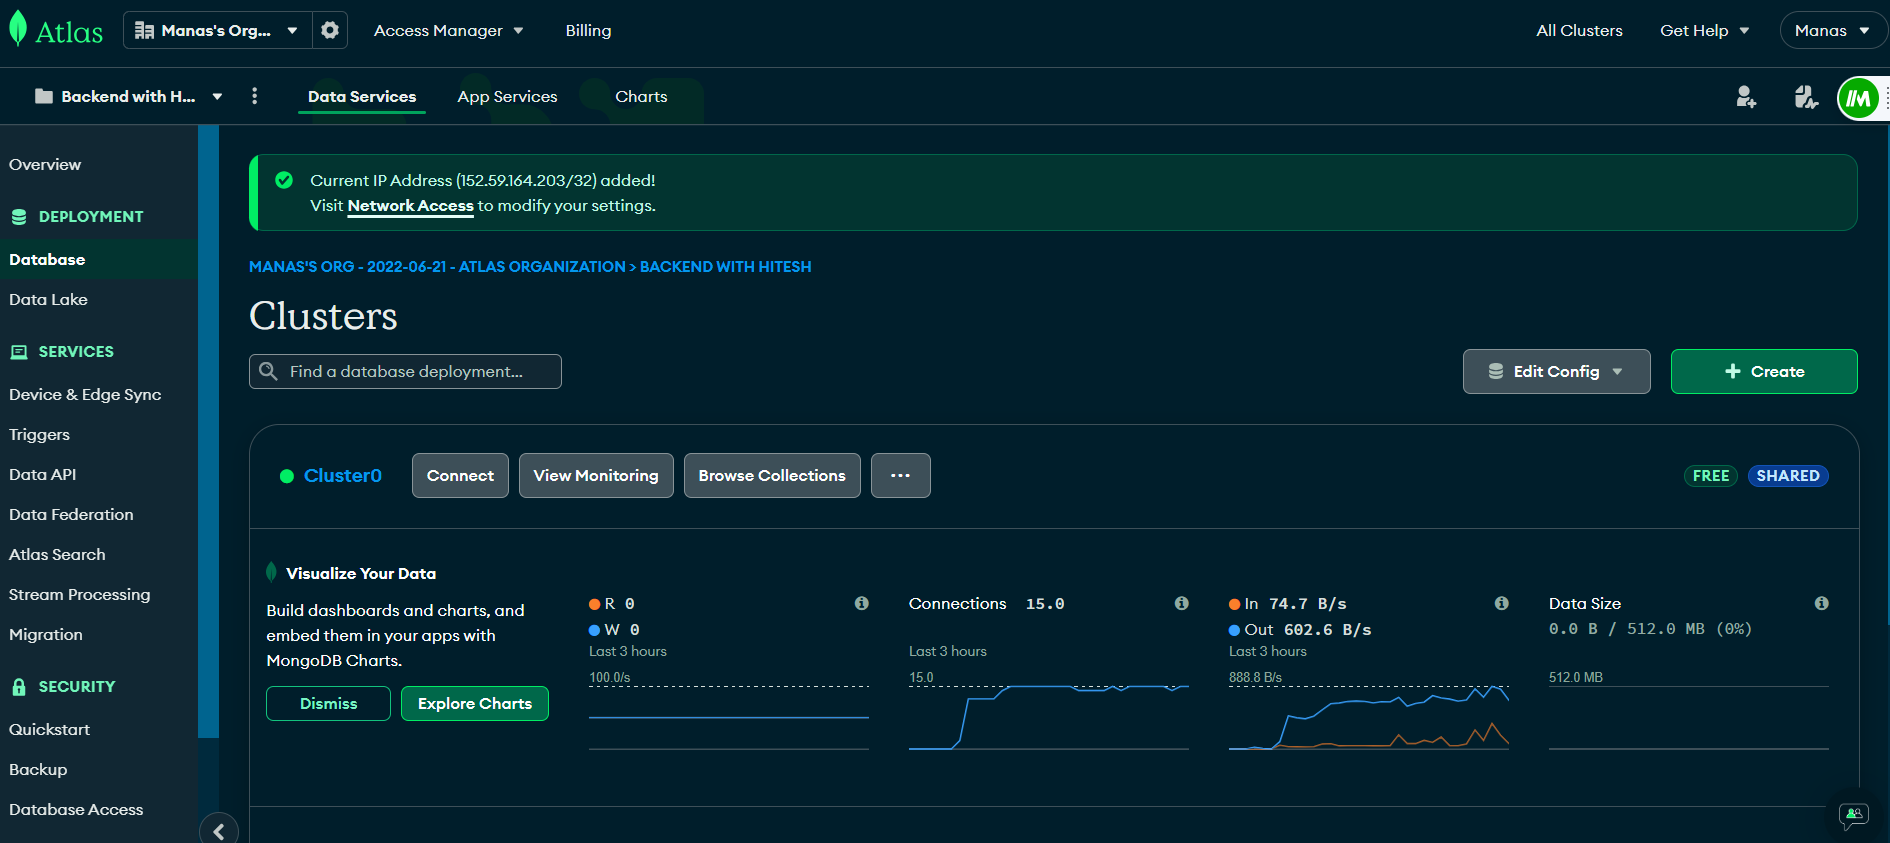 Atlas
Manas's Org...
Access Manager
Billing
All Clusters
Get Help
Manas
Backend with H...
Data Services
App Services
Charts
Overview
DEPLOYMENT
Database
Data Lake
SERVICES
Device & Edge Sync
Triggers
Data API
Data Federation
Atlas Search
Stream Processing
Migration
SECURITY
Quickstart
Backup
Database Access
Current IP Address (152.59.164.203/32) added!
Visit Network Access to modify your settings.
MANAS'S ORG - 2022-06-21 - ATLAS ORGANIZATION > BACKEND WITH HITESH
Clusters
Find a database deployment...
Edit Config
+ Create
Cluster0
Connect
View Monitoring
Browse Collections
...
FREE
SHARED
Visualize Your Data
Build dashboards and charts, and
embed them in your apps with
MongoDB Charts.
Dismiss
Explore Charts
R 0
W 0
Last 3 hours
100.0/s
Connections 15.0
Last 3 hours
15.0
In 74.7 B/s
Out 602.6 B/s
Last 3 hours
888.8 B/s
Data Size
0.0 B / 512.0 MB (0%)
512.0 MB